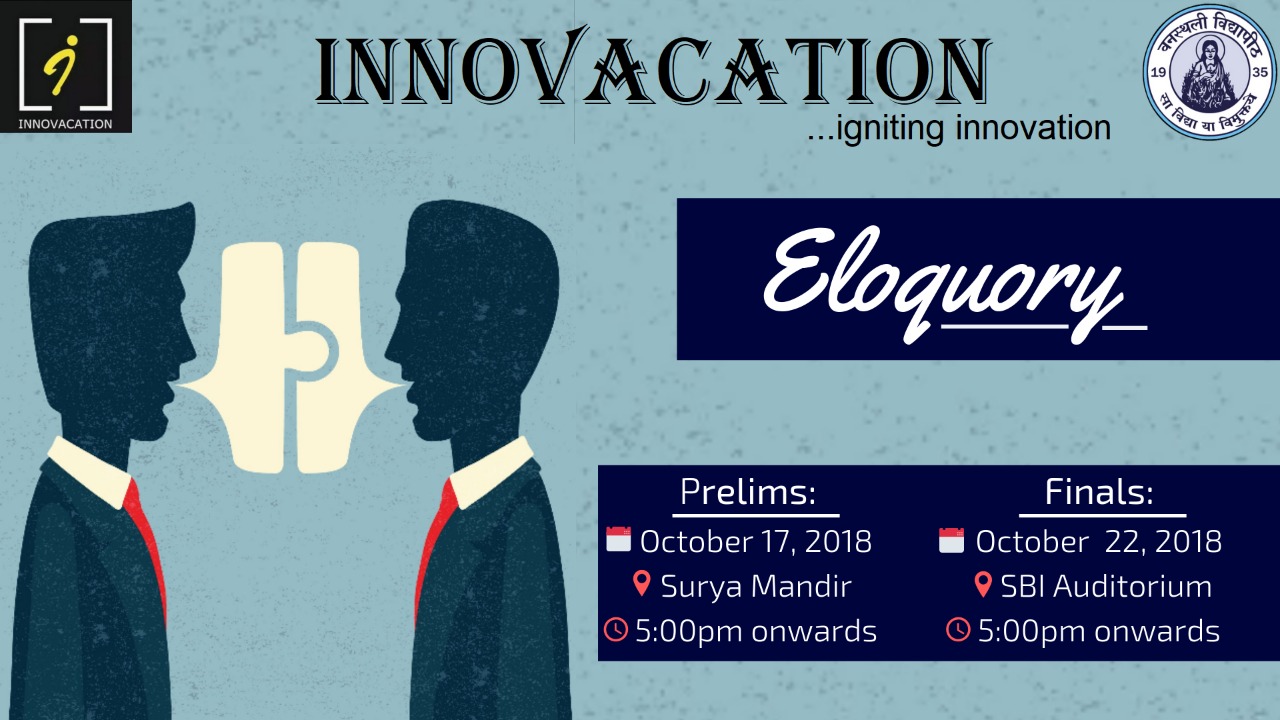 i
INNOVACATION
INNOVACATION
...igniting innovation
वनस्थली विद्यापीठ
19 35
सा विद्या या विमुक्तये
Eloquory
Prelims:
October 17, 2018
Surya Mandir
5:00pm onwards
Finals:
October 22, 2018
SBI Auditorium
5:00pm onwards